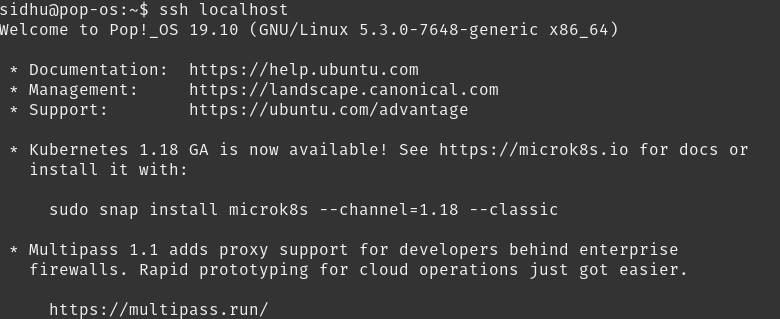 sidhu@pop-os:~$ ssh localhost
Welcome to Pop!_OS 19.10 (GNU/Linux 5.3.0-7648-generic x86_64)
* Documentation:  https://help.ubuntu.com
* Management:     https://landscape.canonical.com
* Support:        https://ubuntu.com/advantage
* Kubernetes 1.18 GA is now available! See https://microk8s.io for docs or
install it with:
sudo snap install microk8s --channel=1.18 --classic
* Multipass 1.1 adds proxy support for developers behind enterprise
firewalls. Rapid prototyping for cloud operations just got easier.
https://multipass.run/